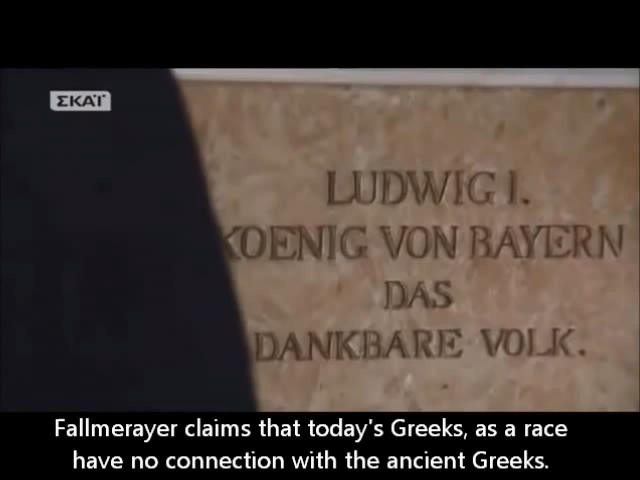 ΣΚΑΪ
LUDWIG I.
KOENIG VON BAYERN
DAS
DANKBARE VOLK.
Fallmerayer claims that today's Greeks, as a race
have no connection with the ancient Greeks.